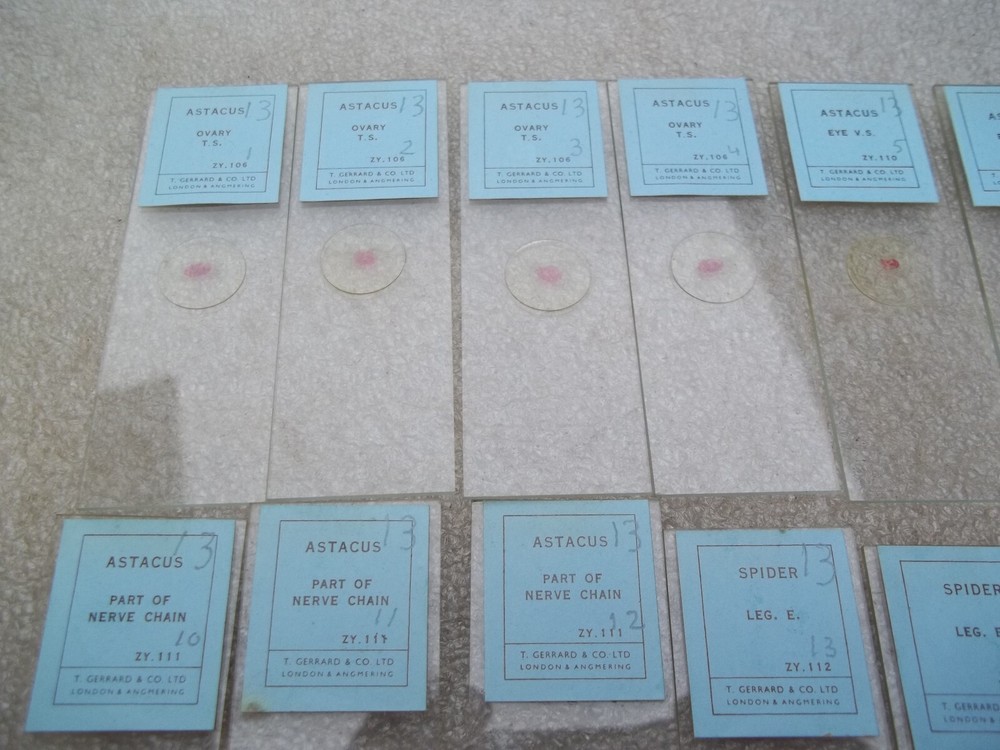 ASTACUS 13
OVARY
T.S.
1
ZY.106
T. GERRARD & CO. LTD
LONDON & ANGMERING
ASTACUS 13
OVARY
T.S.
2
ZY.106
T. GERRARD & CO. LTD
LONDON & ANGMERING
ASTACUS 13
OVARY
T.S.
3
ZY.106
T. GERRARD & CO. LTD
LONDON & ANGMERING
ASTACUS 13
OVARY
T.S.
4
ZY.106
T. GERRARD & CO. LTD
LONDON & ANGMERING
ASTACUS 13
EYE V.S.
5
ZY.110
T. GERRARD & CO. LTD
LONDON & ANGMERING
ASTACUS 13
PART OF
NERVE CHAIN
10
ZY.111
T. GERRARD & CO. LTD
LONDON & ANGMERING
ASTACUS 13
PART OF
NERVE CHAIN
11
ZY.111
T. GERRARD & CO. LTD
LONDON & ANGMERING
ASTACUS 13
PART OF
NERVE CHAIN
12
ZY.111
T. GERRARD & CO. LTD
LONDON & ANGMERING
SPIDER 13
LEG. E.
13
ZY.112
T. GERRARD & CO. LTD
LONDON & ANGMERING
SPIDER
LEG. E
T. GERRARD & CO.
LONDON & ANGM